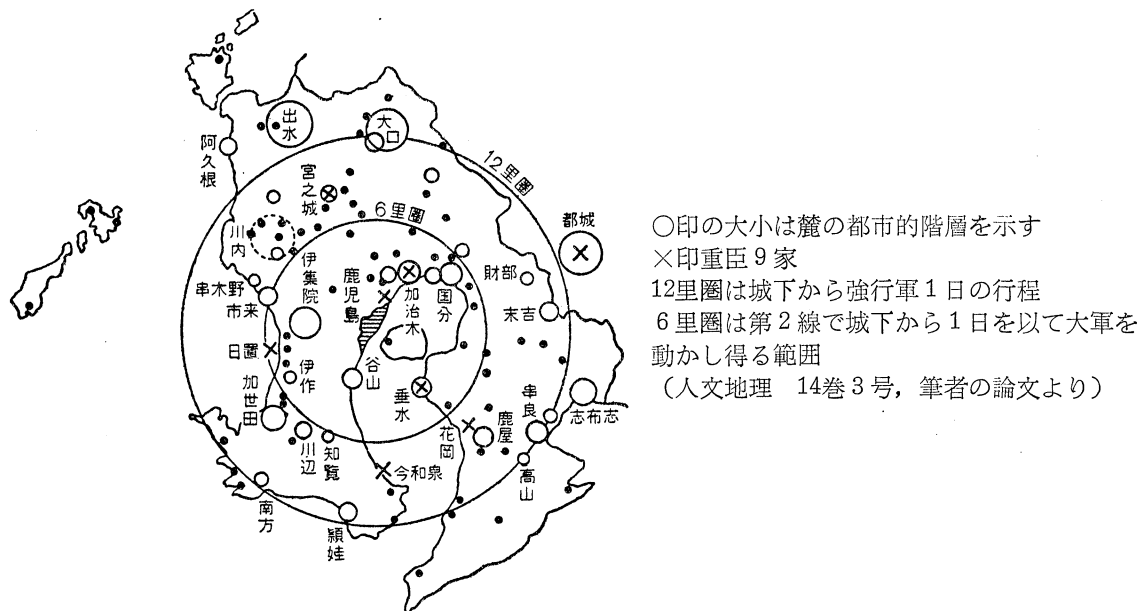 出水
大口
阿久根
宮之城
12里圏
6里圏
川内
都城
串木野
市来
伊集院
鹿児島
加治木
国分
財部
末吉
日置
伊作
谷山
垂水
加世田
川辺
知覧
花岡
鹿屋
串良
志布志
高山
今和泉
南方
頴娃
○印の大小は麓の都市的階層を示す
×印重臣9家
12里圏は城下から強行軍1日の行程
6里圏は第2線で城下から1日を以て大軍を
動かし得る範囲
(人文地理 14巻3号,筆者の論文より)